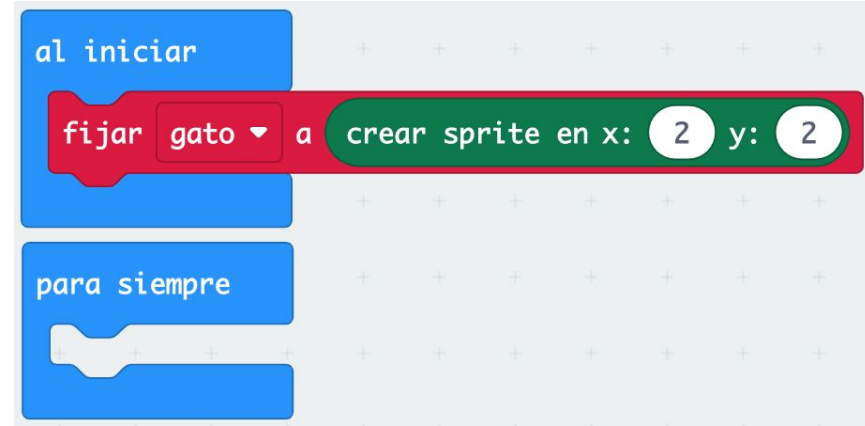 al iniciar
fijar gato a crear sprite en x: 2 y: 2
para siempre